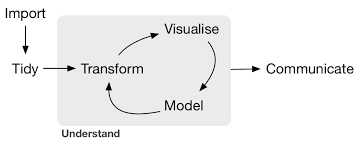 Import
Tidy
Transform
Visualise
Model
Communicate
Understand